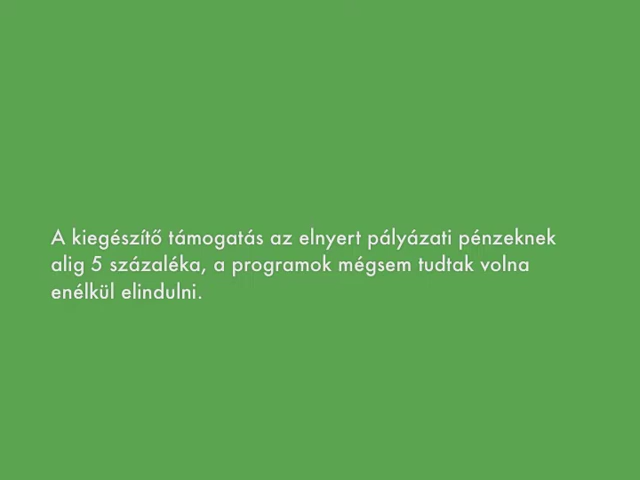 A kiegészítő támogatás az elnyert pályázati pénzeknek
alig 5 százaléka, a programok mégsem tudtak volna
enélkül elindulni.